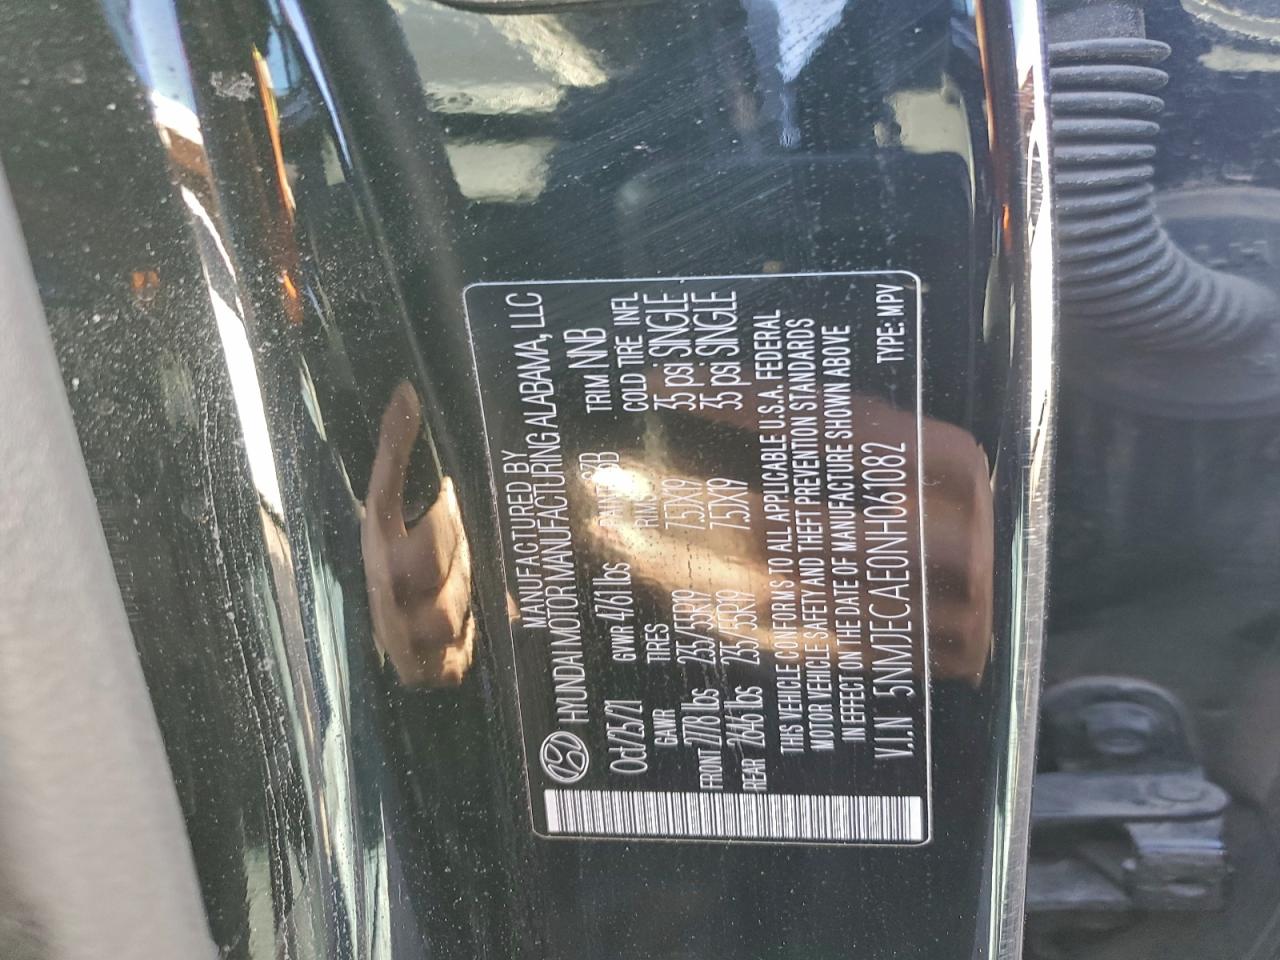 MANUFACTURED BY
HYUNDAI MOTOR MANUFACTURING ALABAMA, LLC
Oct/25/21 GVWR 4761 lbs TRIM NNB
GAWR TIRES RIMS COLD TIRE INFL
FRONT 2778 lbs 235/55R19 7.5JX19 35 psi SINGLE
REAR 2646 lbs 235/55R19 7.5JX19 35 psi SINGLE
THIS VEHICLE CONFORMS TO ALL APPLICABLE U.S.A. FEDERAL
MOTOR VEHICLE SAFETY AND THEFT PREVENTION STANDARDS
IN EFFECT ON THE DATE OF MANUFACTURE SHOWN ABOVE
V.I.N 5NMJECAE0NH061082 TYPE: MPV